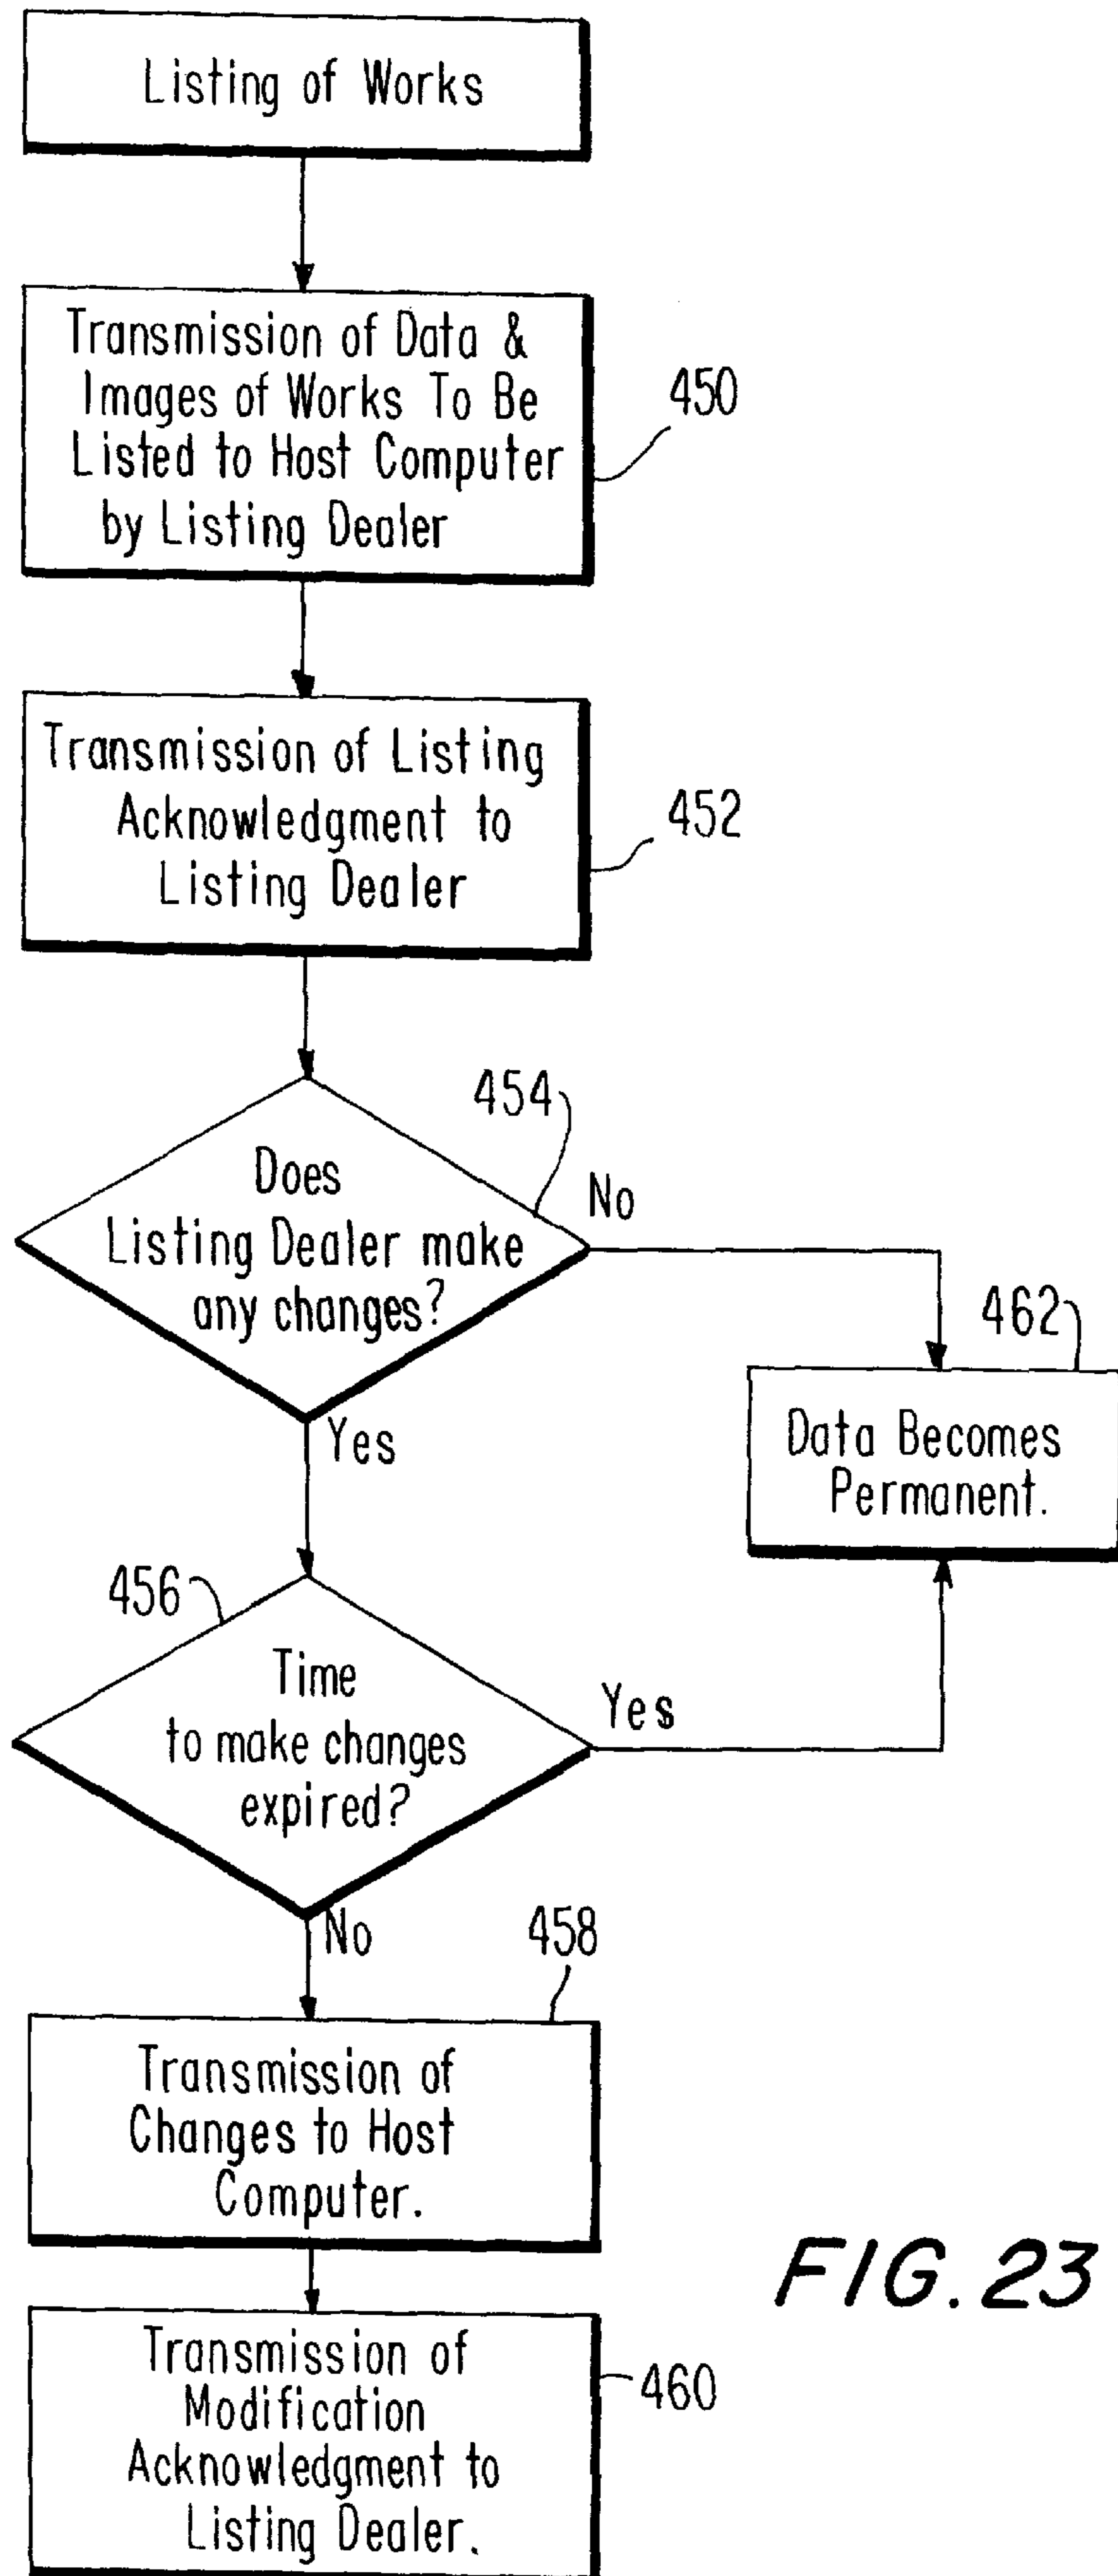 Listing of Works
Transmission of Data &
Images of Works To Be
Listed to Host Computer
by Listing Dealer
450
Transmission of Listing
Acknowledgment to
Listing Dealer
452
454
Does
Listing Dealer make
any changes?
No
Yes
462
Data Becomes
Permanent.
456
Time
to make changes
expired?
Yes
No
458
Transmission of
Changes to Host
Computer.
FIG. 23
Transmission of
Modification
Acknowledgment to
Listing Dealer.
460